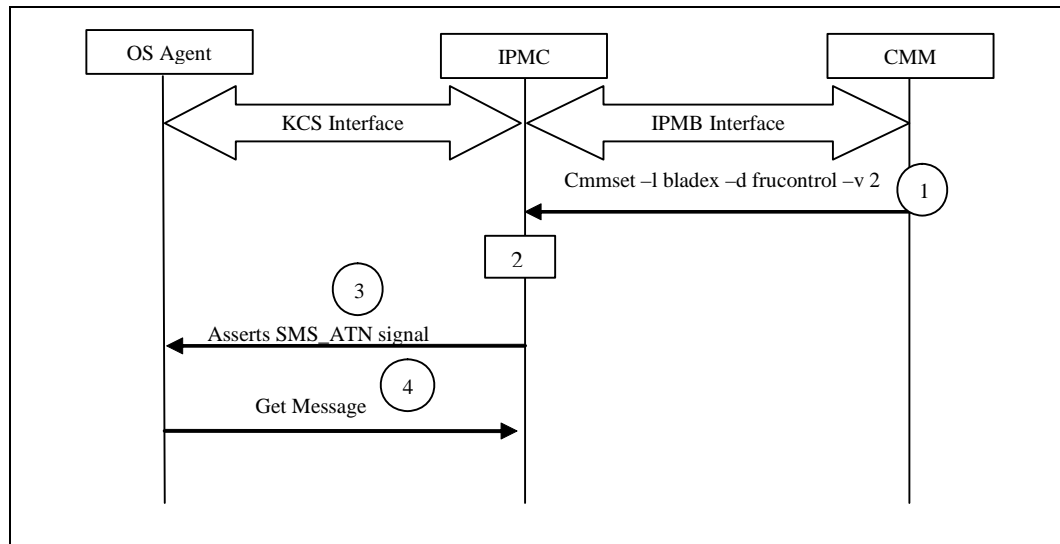 OS Agent
IPMC
CMM
KCS Interface
IPMB Interface
Cmmset –l bladex –d frucontrol –v 2
1
2
3
Asserts SMS_ATN signal
4
Get Message